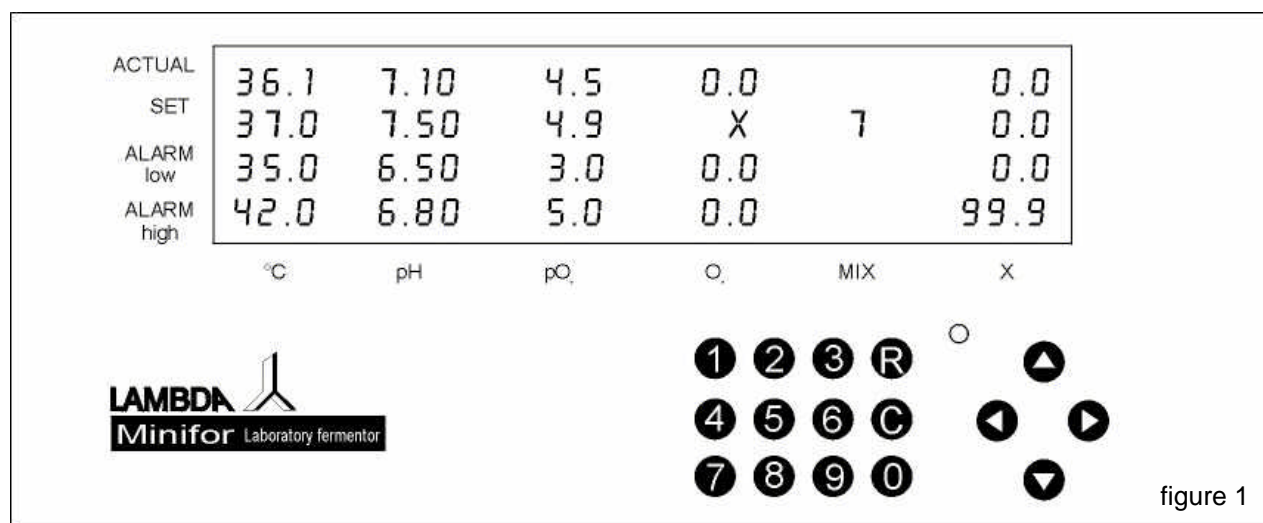 ACTUAL 36.1 7.10 4.5 0.0 0.0
SET 37.0 7.50 4.9 X 7 0.0
ALARM low 35.0 6.50 3.0 0.0 0.0
ALARM high 42.0 6.80 5.0 0.0 99.9
°C pH pO2 O2 MIX X
1 2 3 R
LAMBDA
4 5 6 C
Minifor Laboratory fermentor
7 8 9 0
figure 1